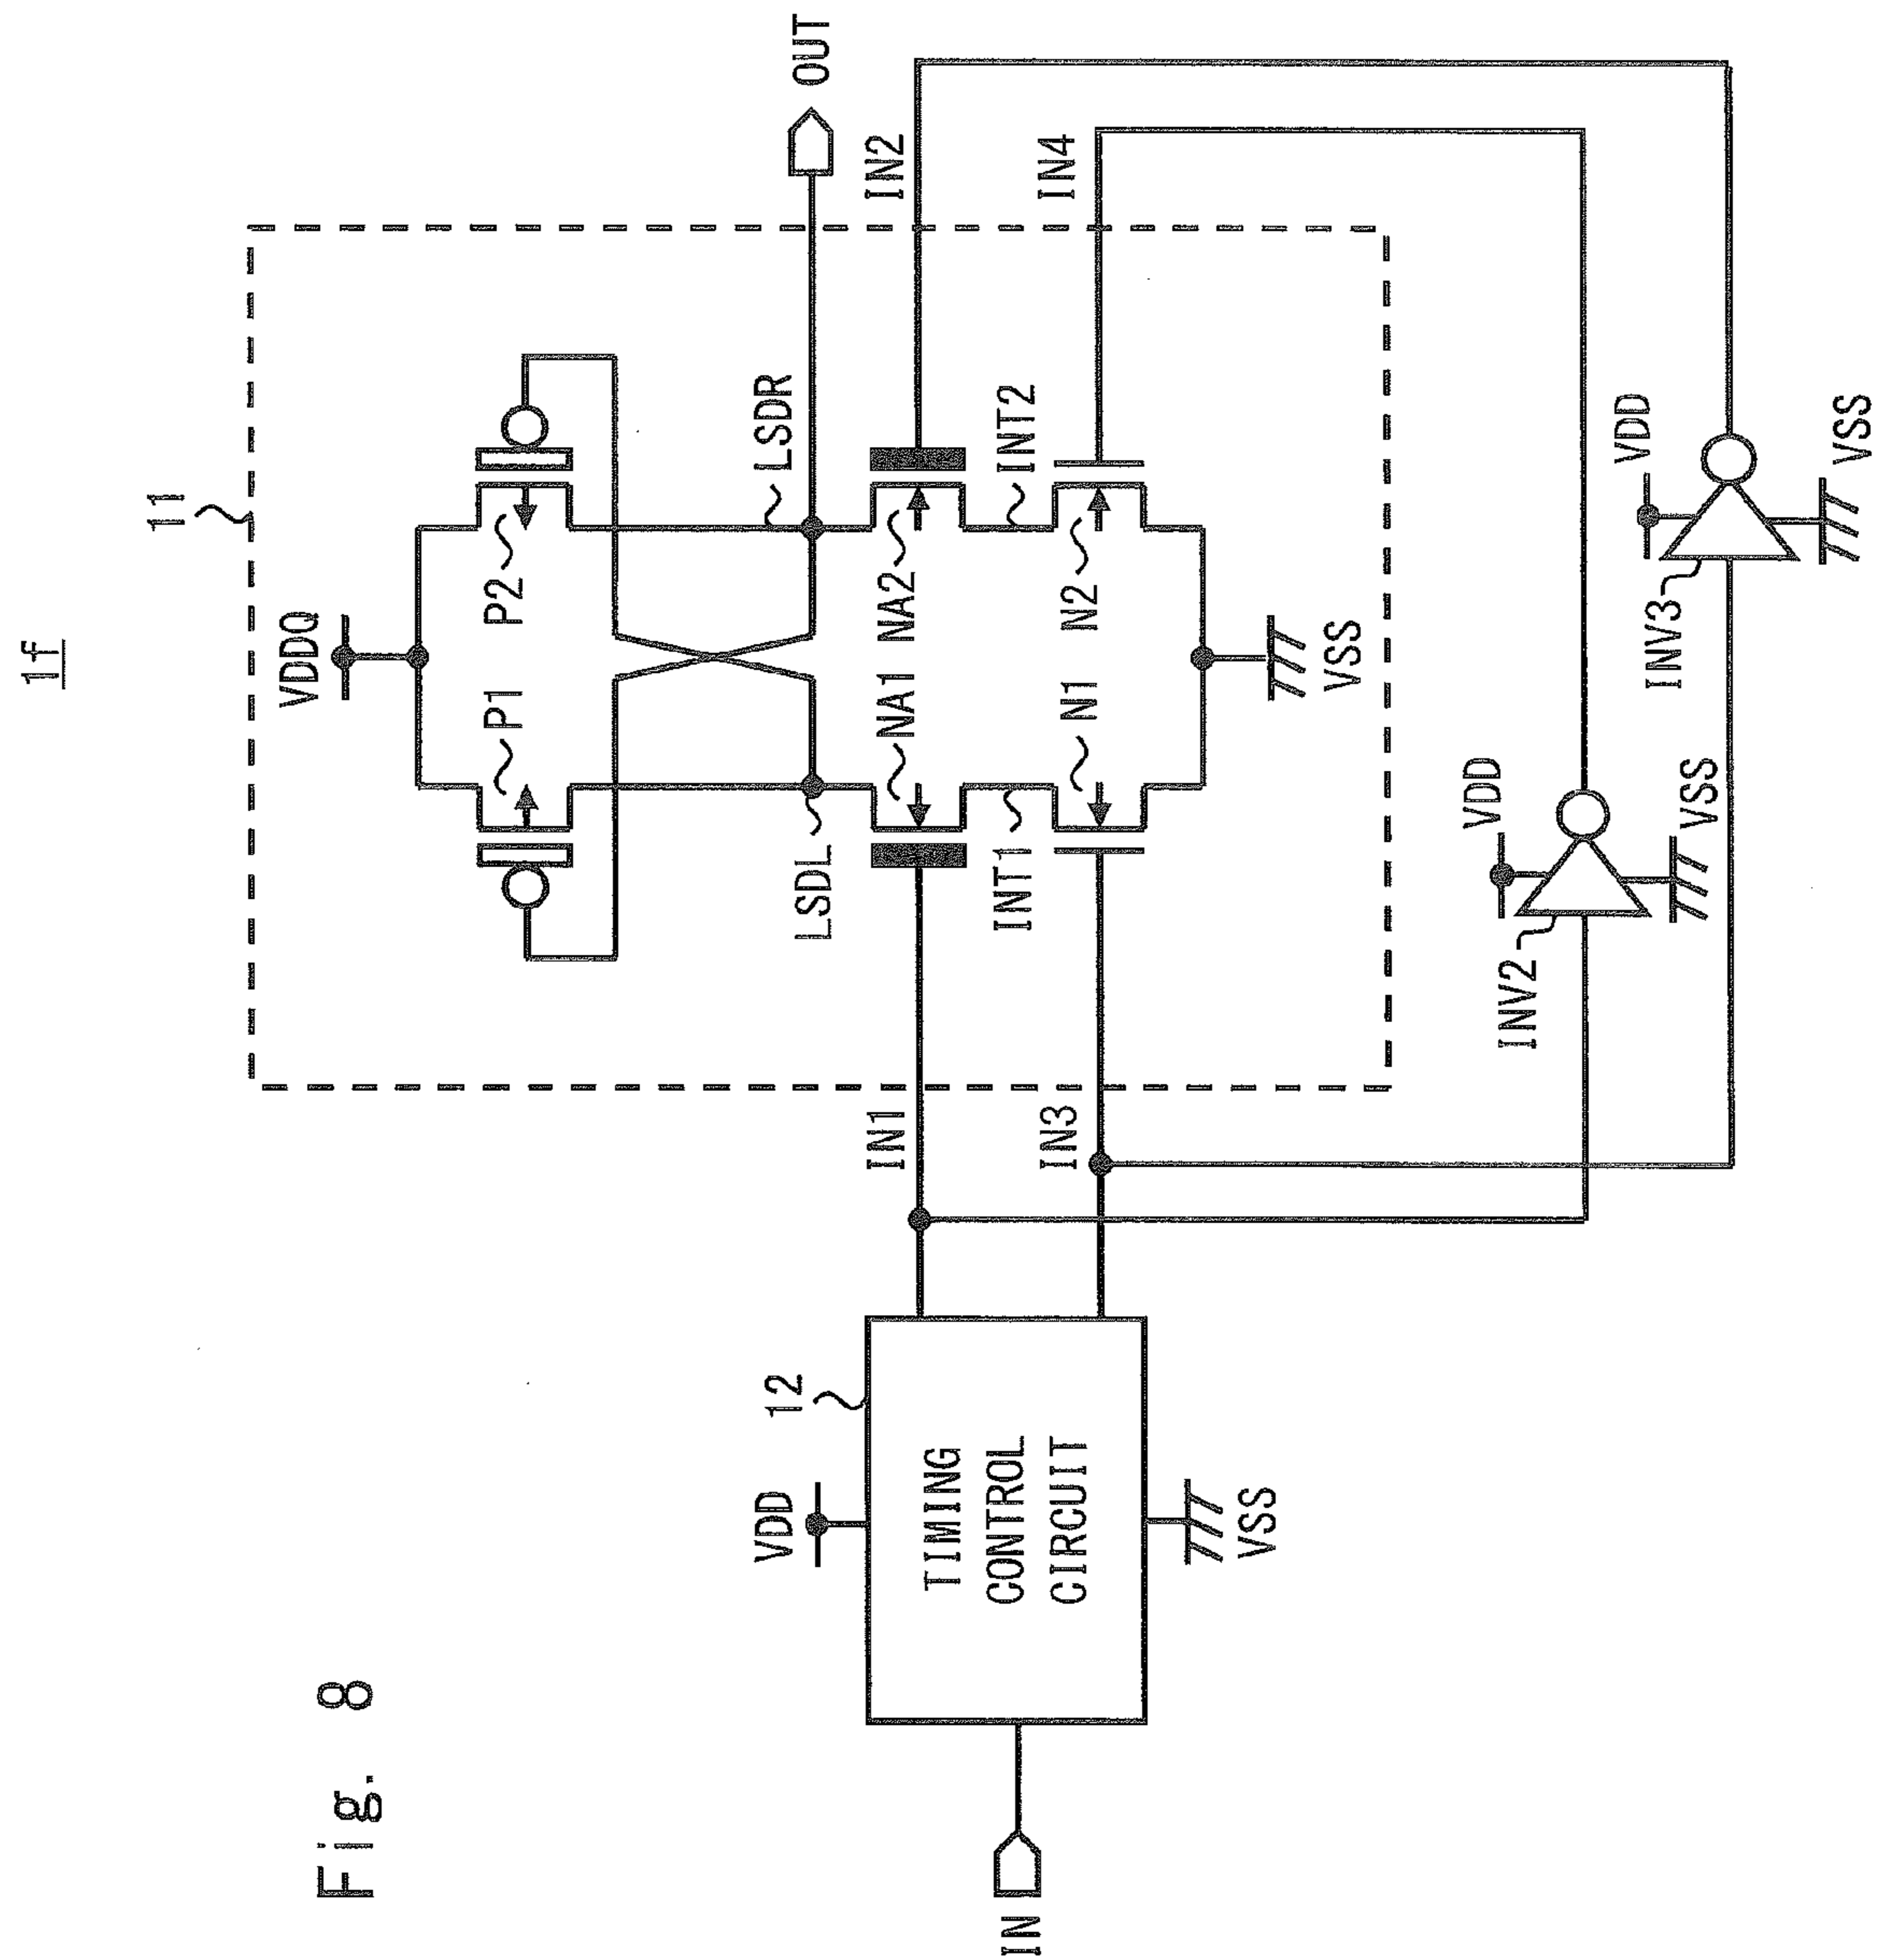 Fig. 8
1f
11
VDDQ
P1
P2
LSDL
LSDR
OUT
NA1
NA2
IN1
IN2
INT1
INT2
N1
N2
IN3
IN4
VSS
12
VDD
TIMING
CONTROL
CIRCUIT
VSS
IN
INV2
VDD
VSS
INV3
VDD
VSS